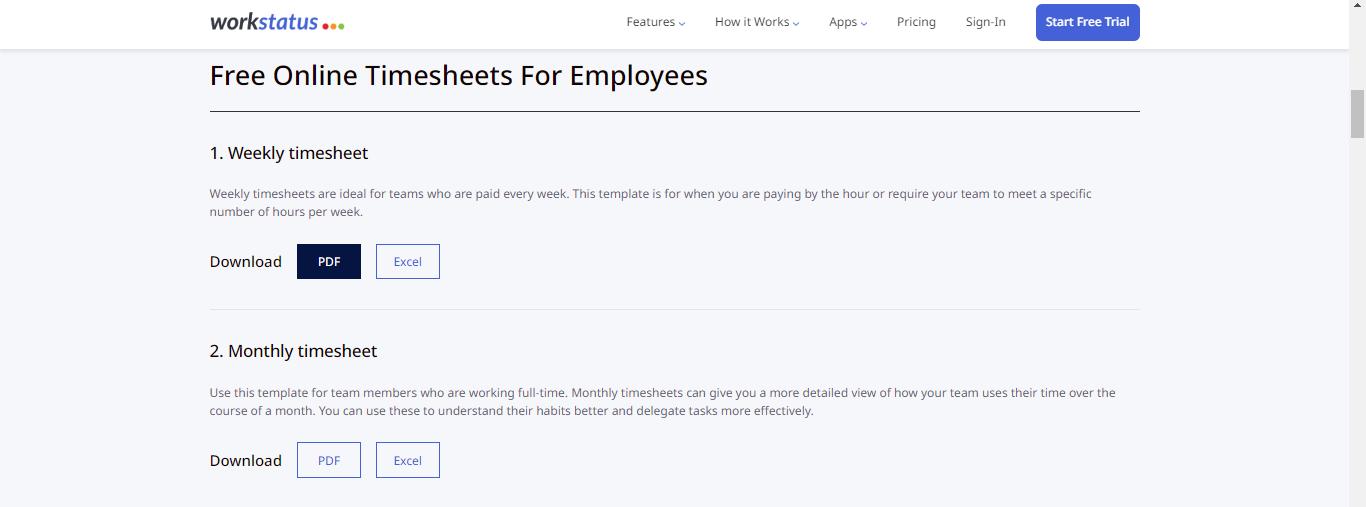 workstatus
Features
How it Works
Apps
Pricing
Sign-In
Start Free Trial
Free Online Timesheets For Employees
1. Weekly timesheet
Weekly timesheets are ideal for teams who are paid every week. This template is for when you are paying by the hour or require your team to meet a specific
number of hours per week.
Download PDF Excel
2. Monthly timesheet
Use this template for team members who are working full-time. Monthly timesheets can give you a more detailed view of how your team uses their time over the
course of a month. You can use these to understand their habits better and delegate tasks more effectively.
Download PDF Excel